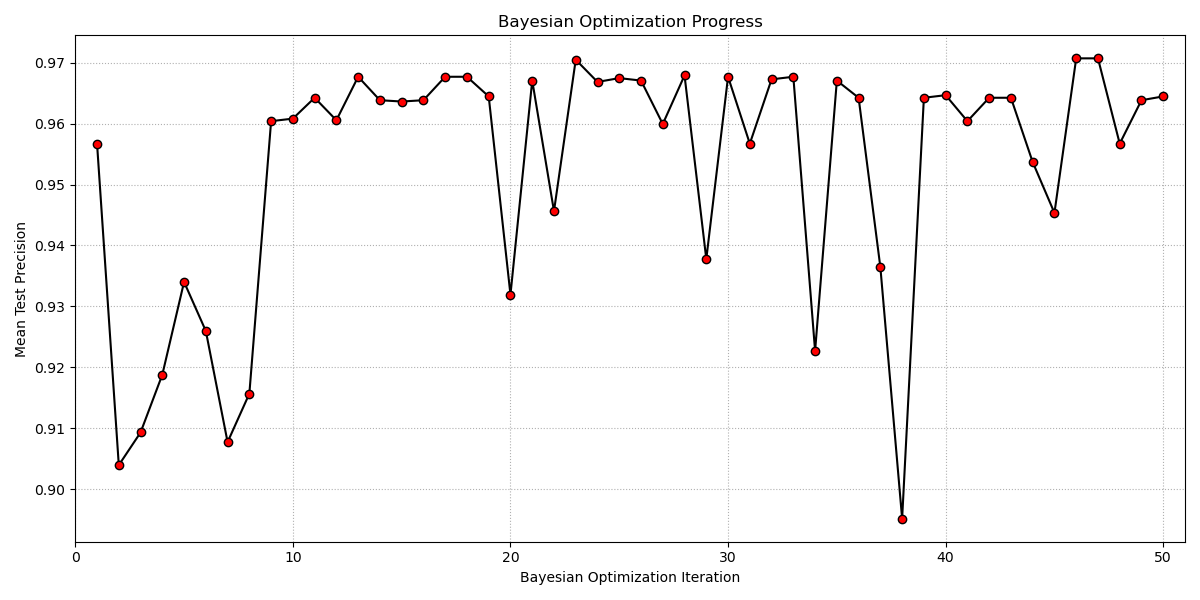 Bayesian Optimization Progress
Mean Test Precision
0.97
0.96
0.95
0.94
0.93
0.92
0.91
0.90
0 10 20 30 40 50
Bayesian Optimization Iteration